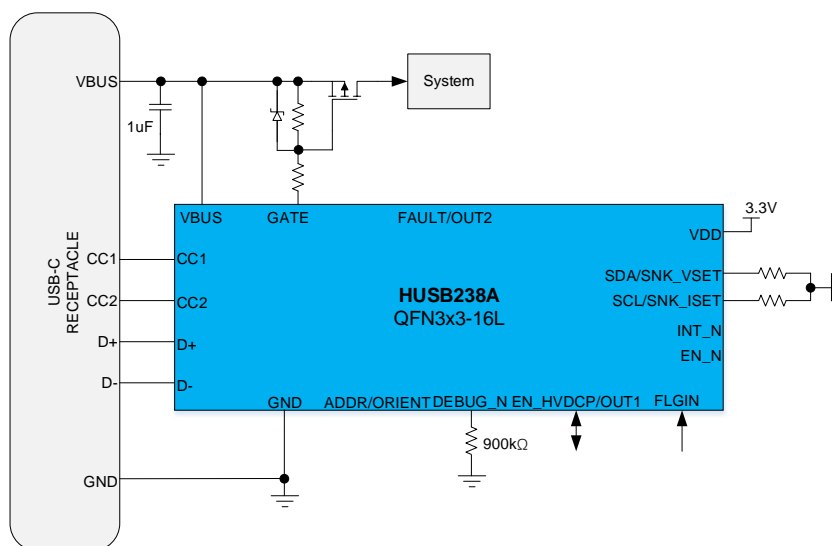 VBUS
System
1uF
3.3V
VBUS
GATE
FAULT/OUT2
VDD
USB-C
RECEPTACLE
CC1
CC1
SDA/SNK_VSET
HUSB238A
CC2
CC2
SCL/SNK_ISET
QFN3x3-16L
INT_N
D+
D+
EN_N
D-
D-
GND
ADDR/ORIENT
DEBUG_N
EN_HVDCP/OUT1
FLGIN
900kΩ
GND